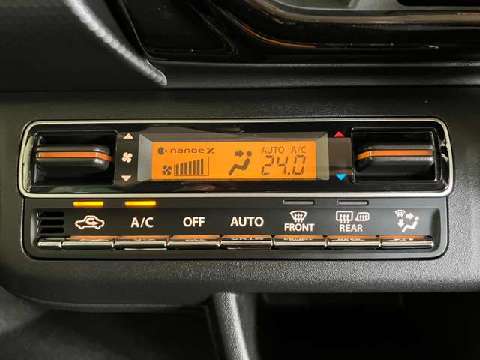 nanoe X
AUTO A/C
24.0
A/C OFF AUTO FRONT REAR